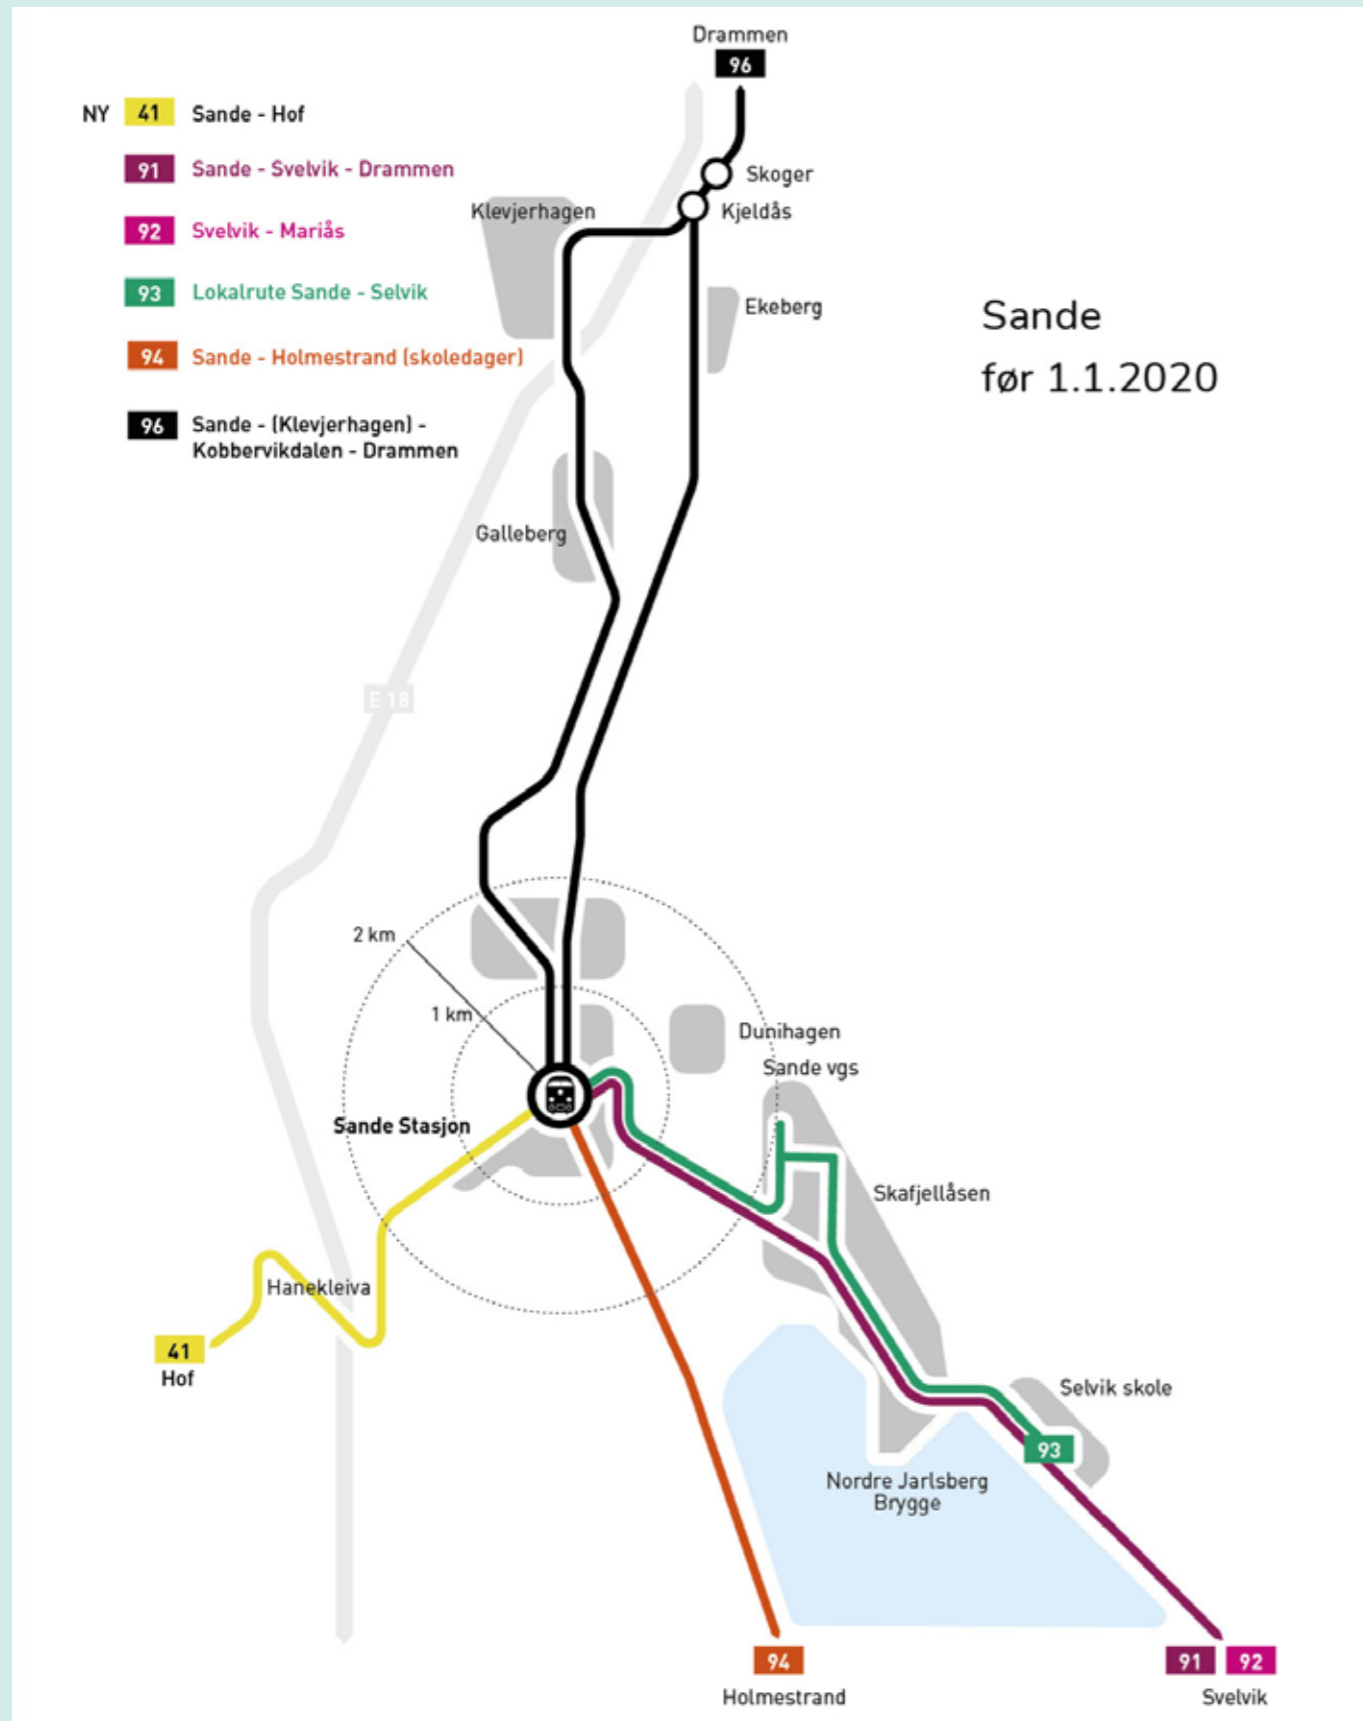 Drammen
96
NY 41 Sande - Hof
91 Sande - Svelvik - Drammen
92 Svelvik - Mariås
93 Lokalrute Sande - Selvik
94 Sande - Holmestrand (skoledager)
96 Sande - (Klevjerhagen) -
Kobbervikdalen - Drammen
Skoger
Kjeldås
Klevjerhagen
Ekeberg
Sande
før 1.1.2020
Galleberg
E 18
2 km
1 km
Dunihagen
Sande vgs
Sande Stasjon
Skafjellåsen
Hanekleiva
41
Hof
Selvik skole
93
Nordre Jarlsberg
Brygge
94
Holmestrand
91 92
Svelvik